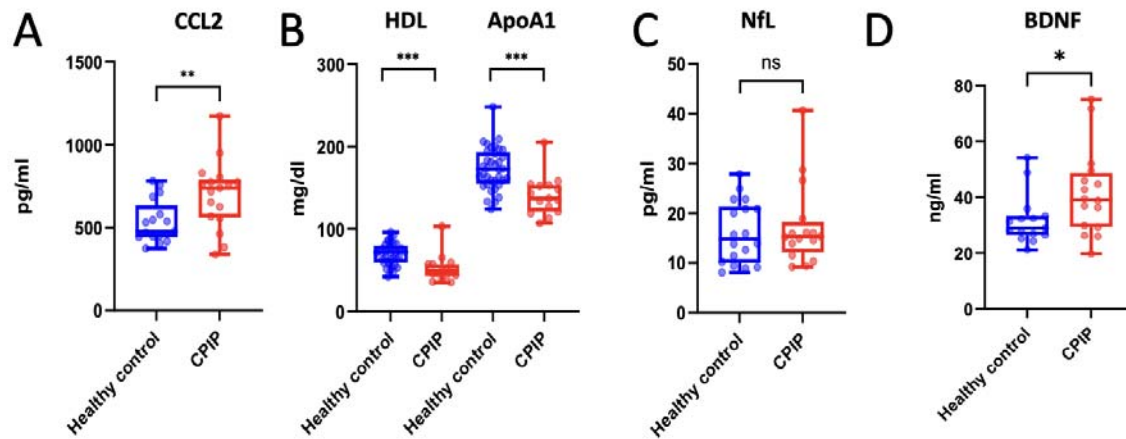 A
CCL2
1500
1000
500
0
pg/ml
**
Healthy control
CPIP
B
HDL
ApoA1
300
200
100
0
mg/dl
***
***
Healthy control
CPIP
Healthy control
CPIP
C
NfL
50
40
30
20
10
0
pg/ml
ns
Healthy control
CPIP
D
BDNF
80
60
40
20
0
ng/ml
*
Healthy control
CPIP